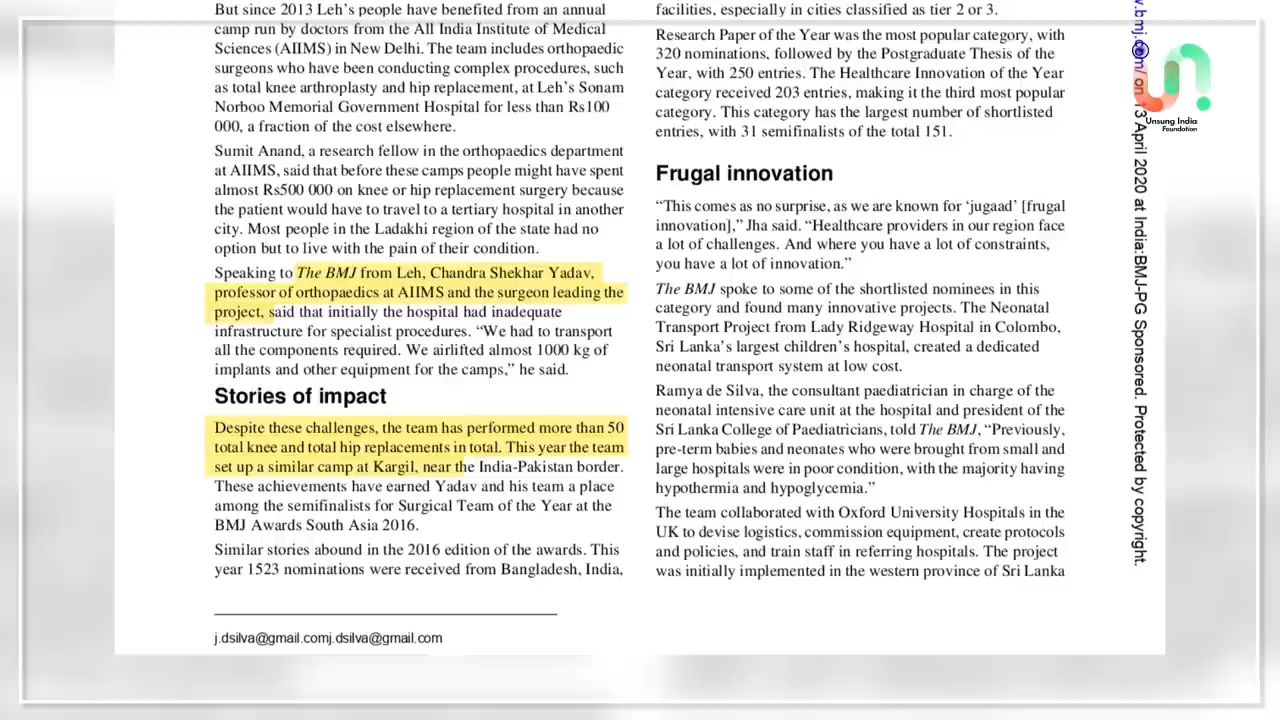 But since 2013 Leh’s people have benefited from an annual
camp run by doctors from the All India Institute of Medical
Sciences (AIIMS) in New Delhi. The team includes orthopaedic
surgeons who have been conducting complex procedures, such
as total knee arthroplasty and hip replacement, at Leh’s Sonam
Norboo Memorial Government Hospital for less than Rs100
000, a fraction of the cost elsewhere.
Sumit Anand, a research fellow in the orthopaedics department
at AIIMS, said that before these camps people might have spent
almost Rs500 000 on knee or hip replacement surgery because
the patient would have to travel to a tertiary hospital in another
city. Most people in the Ladakhi region of the state had no
option but to live with the pain of their condition.
Speaking to The BMJ from Leh, Chandra Shekhar Yadav,
professor of orthopaedics at AIIMS and the surgeon leading the
project, said that initially the hospital had inadequate
infrastructure for specialist procedures. “We had to transport
all the components required. We airlifted almost 1000 kg of
implants and other equipment for the camps,” he said.
Stories of impact
Despite these challenges, the team has performed more than 50
total knee and total hip replacements in total. This year the team
set up a similar camp at Kargil, near the India-Pakistan border.
These achievements have earned Yadav and his team a place
among the semifinalists for Surgical Team of the Year at the
BMJ Awards South Asia 2016.
Similar stories abound in the 2016 edition of the awards. This
year 1523 nominations were received from Bangladesh, India,
j.dsilva@gmail.comj.dsilva@gmail.com
facilities, especially in cities classified as tier 2 or 3.
Research Paper of the Year was the most popular category, with
320 nominations, followed by the Postgraduate Thesis of the
Year, with 250 entries. The Healthcare Innovation of the Year
category received 203 entries, making it the third most popular
category. This category has the largest number of shortlisted
entries, with 31 semifinalists of the total 151.
Frugal innovation
“This comes as no surprise, as we are known for ‘jugaad’ [frugal
innovation],” Jha said. “Healthcare providers in our region face
a lot of challenges. And where you have a lot of constraints,
you have a lot of innovation.”
The BMJ spoke to some of the shortlisted nominees in this
category and found many innovative projects. The Neonatal
Transport Project from Lady Ridgeway Hospital in Colombo,
Sri Lanka’s largest children’s hospital, created a dedicated
neonatal transport system at low cost.
Ramya de Silva, the consultant paediatrician in charge of the
neonatal intensive care unit at the hospital and president of the
Sri Lanka College of Paediatricians, told The BMJ, “Previously,
pre-term babies and neonates who were brought from small and
large hospitals were in poor condition, with the majority having
hypothermia and hypoglycemia.”
The team collaborated with Oxford University Hospitals in the
UK to devise logistics, commission equipment, create protocols
and policies, and train staff in referring hospitals. The project
was initially implemented in the western province of Sri Lanka
w.bmj.com/ on 13 April 2020 at India:BMJ-PG Sponsored. Protected by copyright.
Unsung India
Foundation